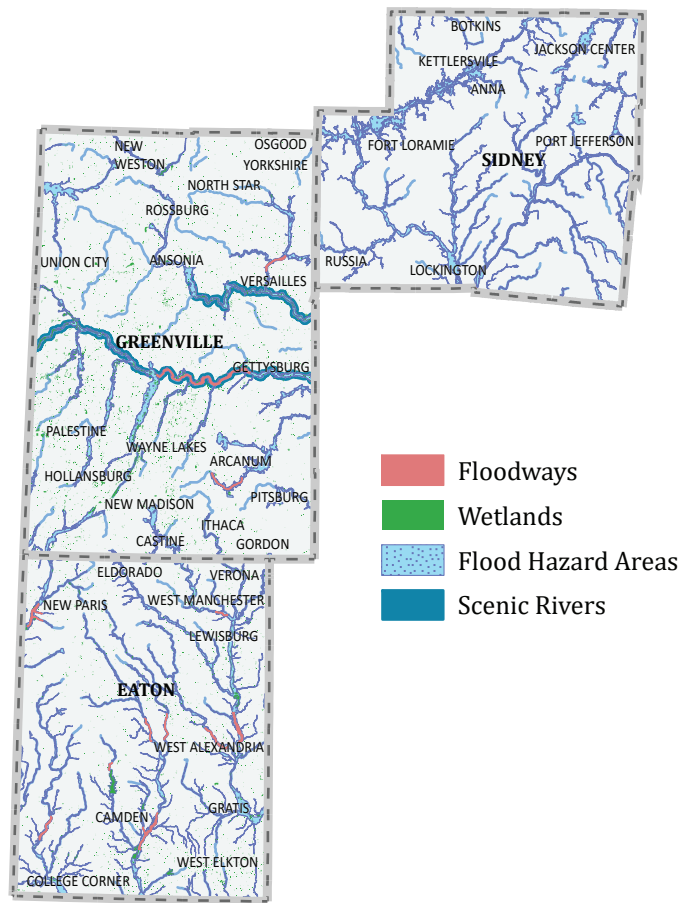 BOTKINS
JACKSON CENTER
KETTLERSVILE
ANNA
FORT LORAMIE
PORT JEFFERSON
SIDNEY
RUSSIA
LOCKINGTON
NEW
WESTON
OSGOOD
YORKSHIRE
NORTH STAR
ROSSBURG
UNION CITY
ANSONIA
VERSAILLES
GREENVILLE
GETTYSBURG
PALESTINE
WAYNE LAKES
ARCANUM
HOLLANSBURG
PITSBURG
NEW MADISON
ITHACA
CASTINE
GORDON
ELDORADO
VERONA
NEW PARIS
WEST MANCHESTER
LEWISBURG
EATON
WEST ALEXANDRIA
GRATIS
CAMDEN
WEST ELKTON
COLLEGE CORNER
Floodways
Wetlands
Flood Hazard Areas
Scenic Rivers